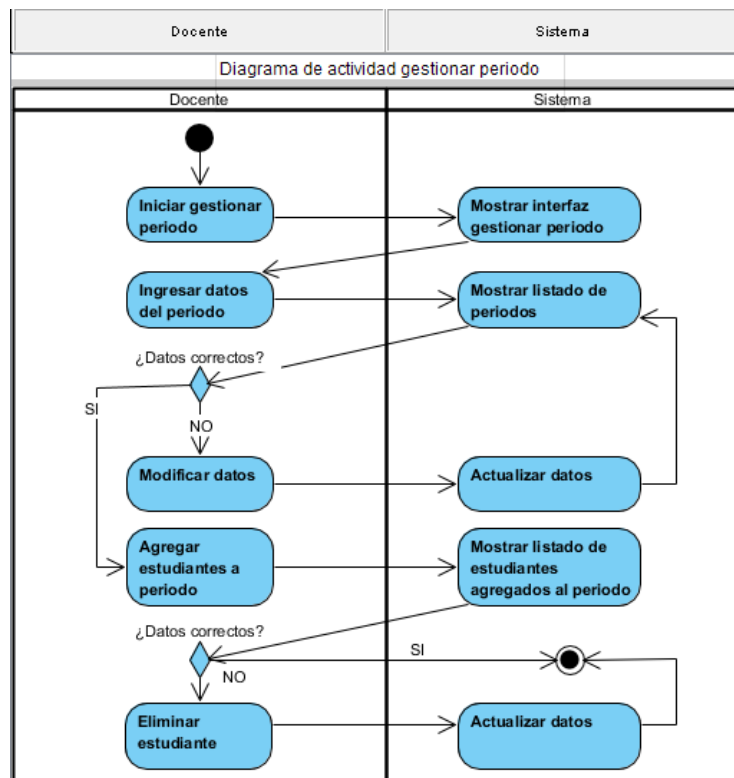 Docente
Sistema
Diagrama de actividad gestionar periodo
Docente
Sistema
Iniciar gestionar
periodo
Mostrar interfaz
gestionar periodo
Ingresar datos
del periodo
Mostrar listado de
periodos
¿Datos correctos?
SI
NO
Modificar datos
Actualizar datos
Agregar
estudiantes a
periodo
Mostrar listado de
estudiantes
agregados al periodo
¿Datos correctos?
SI
NO
Eliminar
estudiante
Actualizar datos